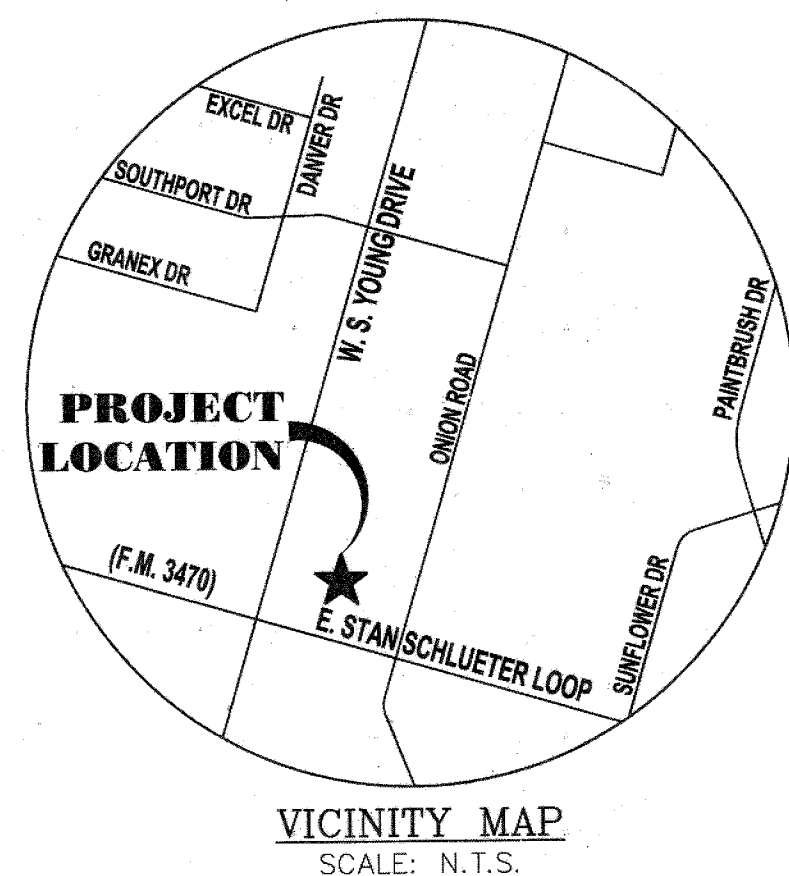 EXCEL DR
DANVER DR
SOUTHPORT DR
GRANEX DR
W. S. YOUNG DRIVE
ONION ROAD
PAINTBRUSH DR
PROJECT
LOCATION
(F.M. 3470)
E. STAN SCHLUETER LOOP
SUNFLOWER DR
VICINITY MAP
SCALE: N.T.S.